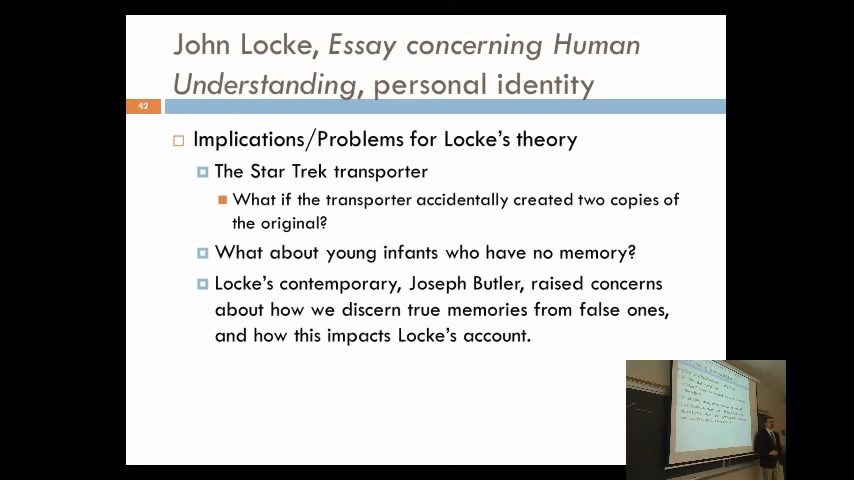 John Locke, Essay concerning Human
Understanding, personal identity
42
Implications/Problems for Locke's theory
The Star Trek transporter
What if the transporter accidentally created two copies of
the original?
What about young infants who have no memory?
Locke's contemporary, Joseph Butler, raised concerns
about how we discern true memories from false ones,
and how this impacts Locke's account.